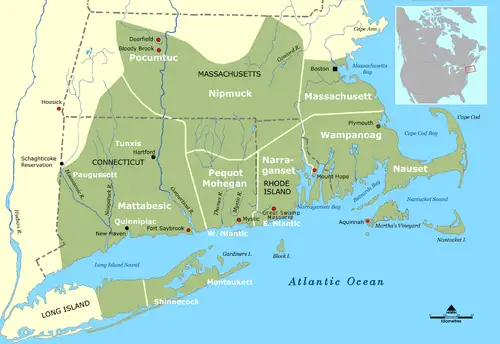 Deerfield
Bloody Brook
Pocumtuc
Cape Ann
MASSACHUSETTS
Concord R.
Boston
Massachusetts
Bay
Nipmuck
Massachusett
Hoosick
Plymouth
Cape Cod
Wampanoag
Cape Cod Bay
Tunxis
Hartford
Schaghticoke
Reservation
CONNECTICUT
Paugussett
Housatonic R.
Naugatuck R.
Connecticut R.
Pequot
Mohegan
Thames R.
Mystic R.
Narra-
ganset
RHODE
ISLAND
Mount Hope
Nauset
Buzzards Bay
Nantucket Sound
Mattabesic
Quinnipiac
Narragansett Bay
Great Swamp
Massacre
Mystic
Aquinnah
Martha's Vineyard
Nantucket I.
New Haven
Fort Saybrook
W. Niantic
E. Niantic
Hudson R.
Long Island Sound
Gardiners I.
Block I.
Montaukett
Atlantic Ocean
Shinnecock
LONG ISLAND
Kilometres